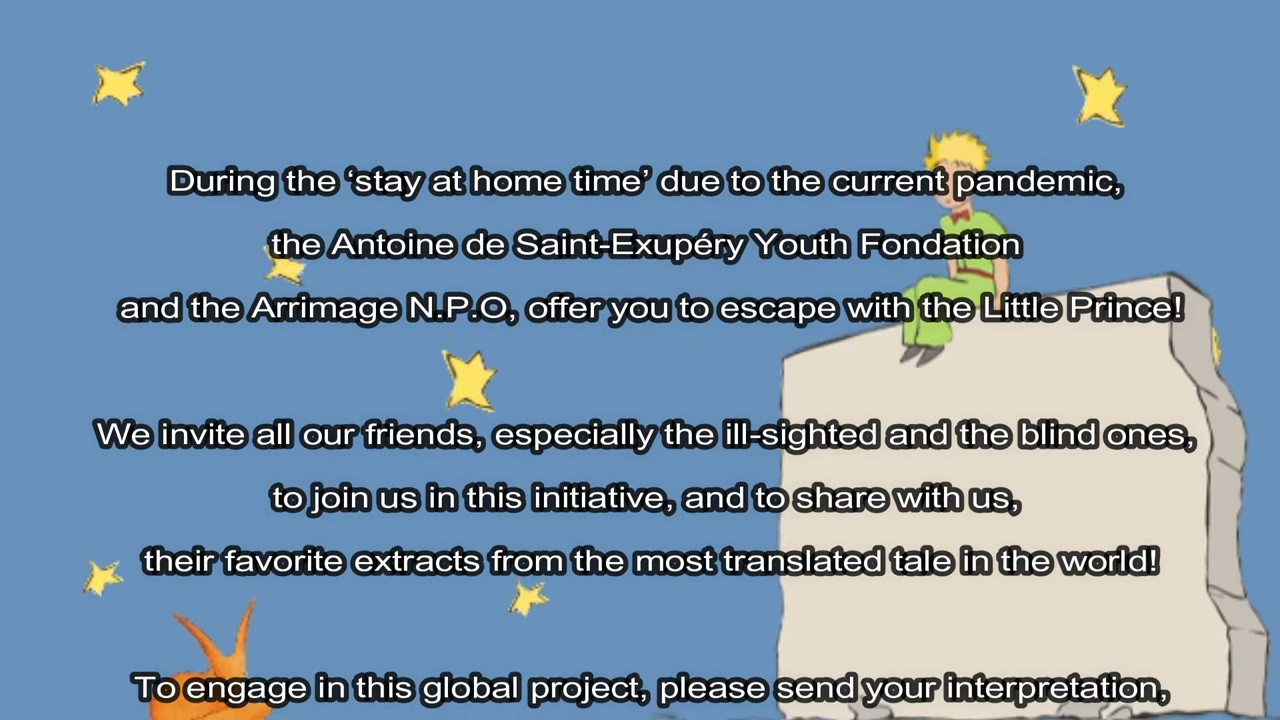 During the ‘stay at home time’ due to the current pandemic,
the Antoine de Saint-Exupéry Youth Fondation
and the Arrimage N.P.O, offer you to escape with the Little Prince!
We invite all our friends, especially the ill-sighted and the blind ones,
to join us in this initiative, and to share with us,
their favorite extracts from the most translated tale in the world!
To engage in this global project, please send your interpretation,